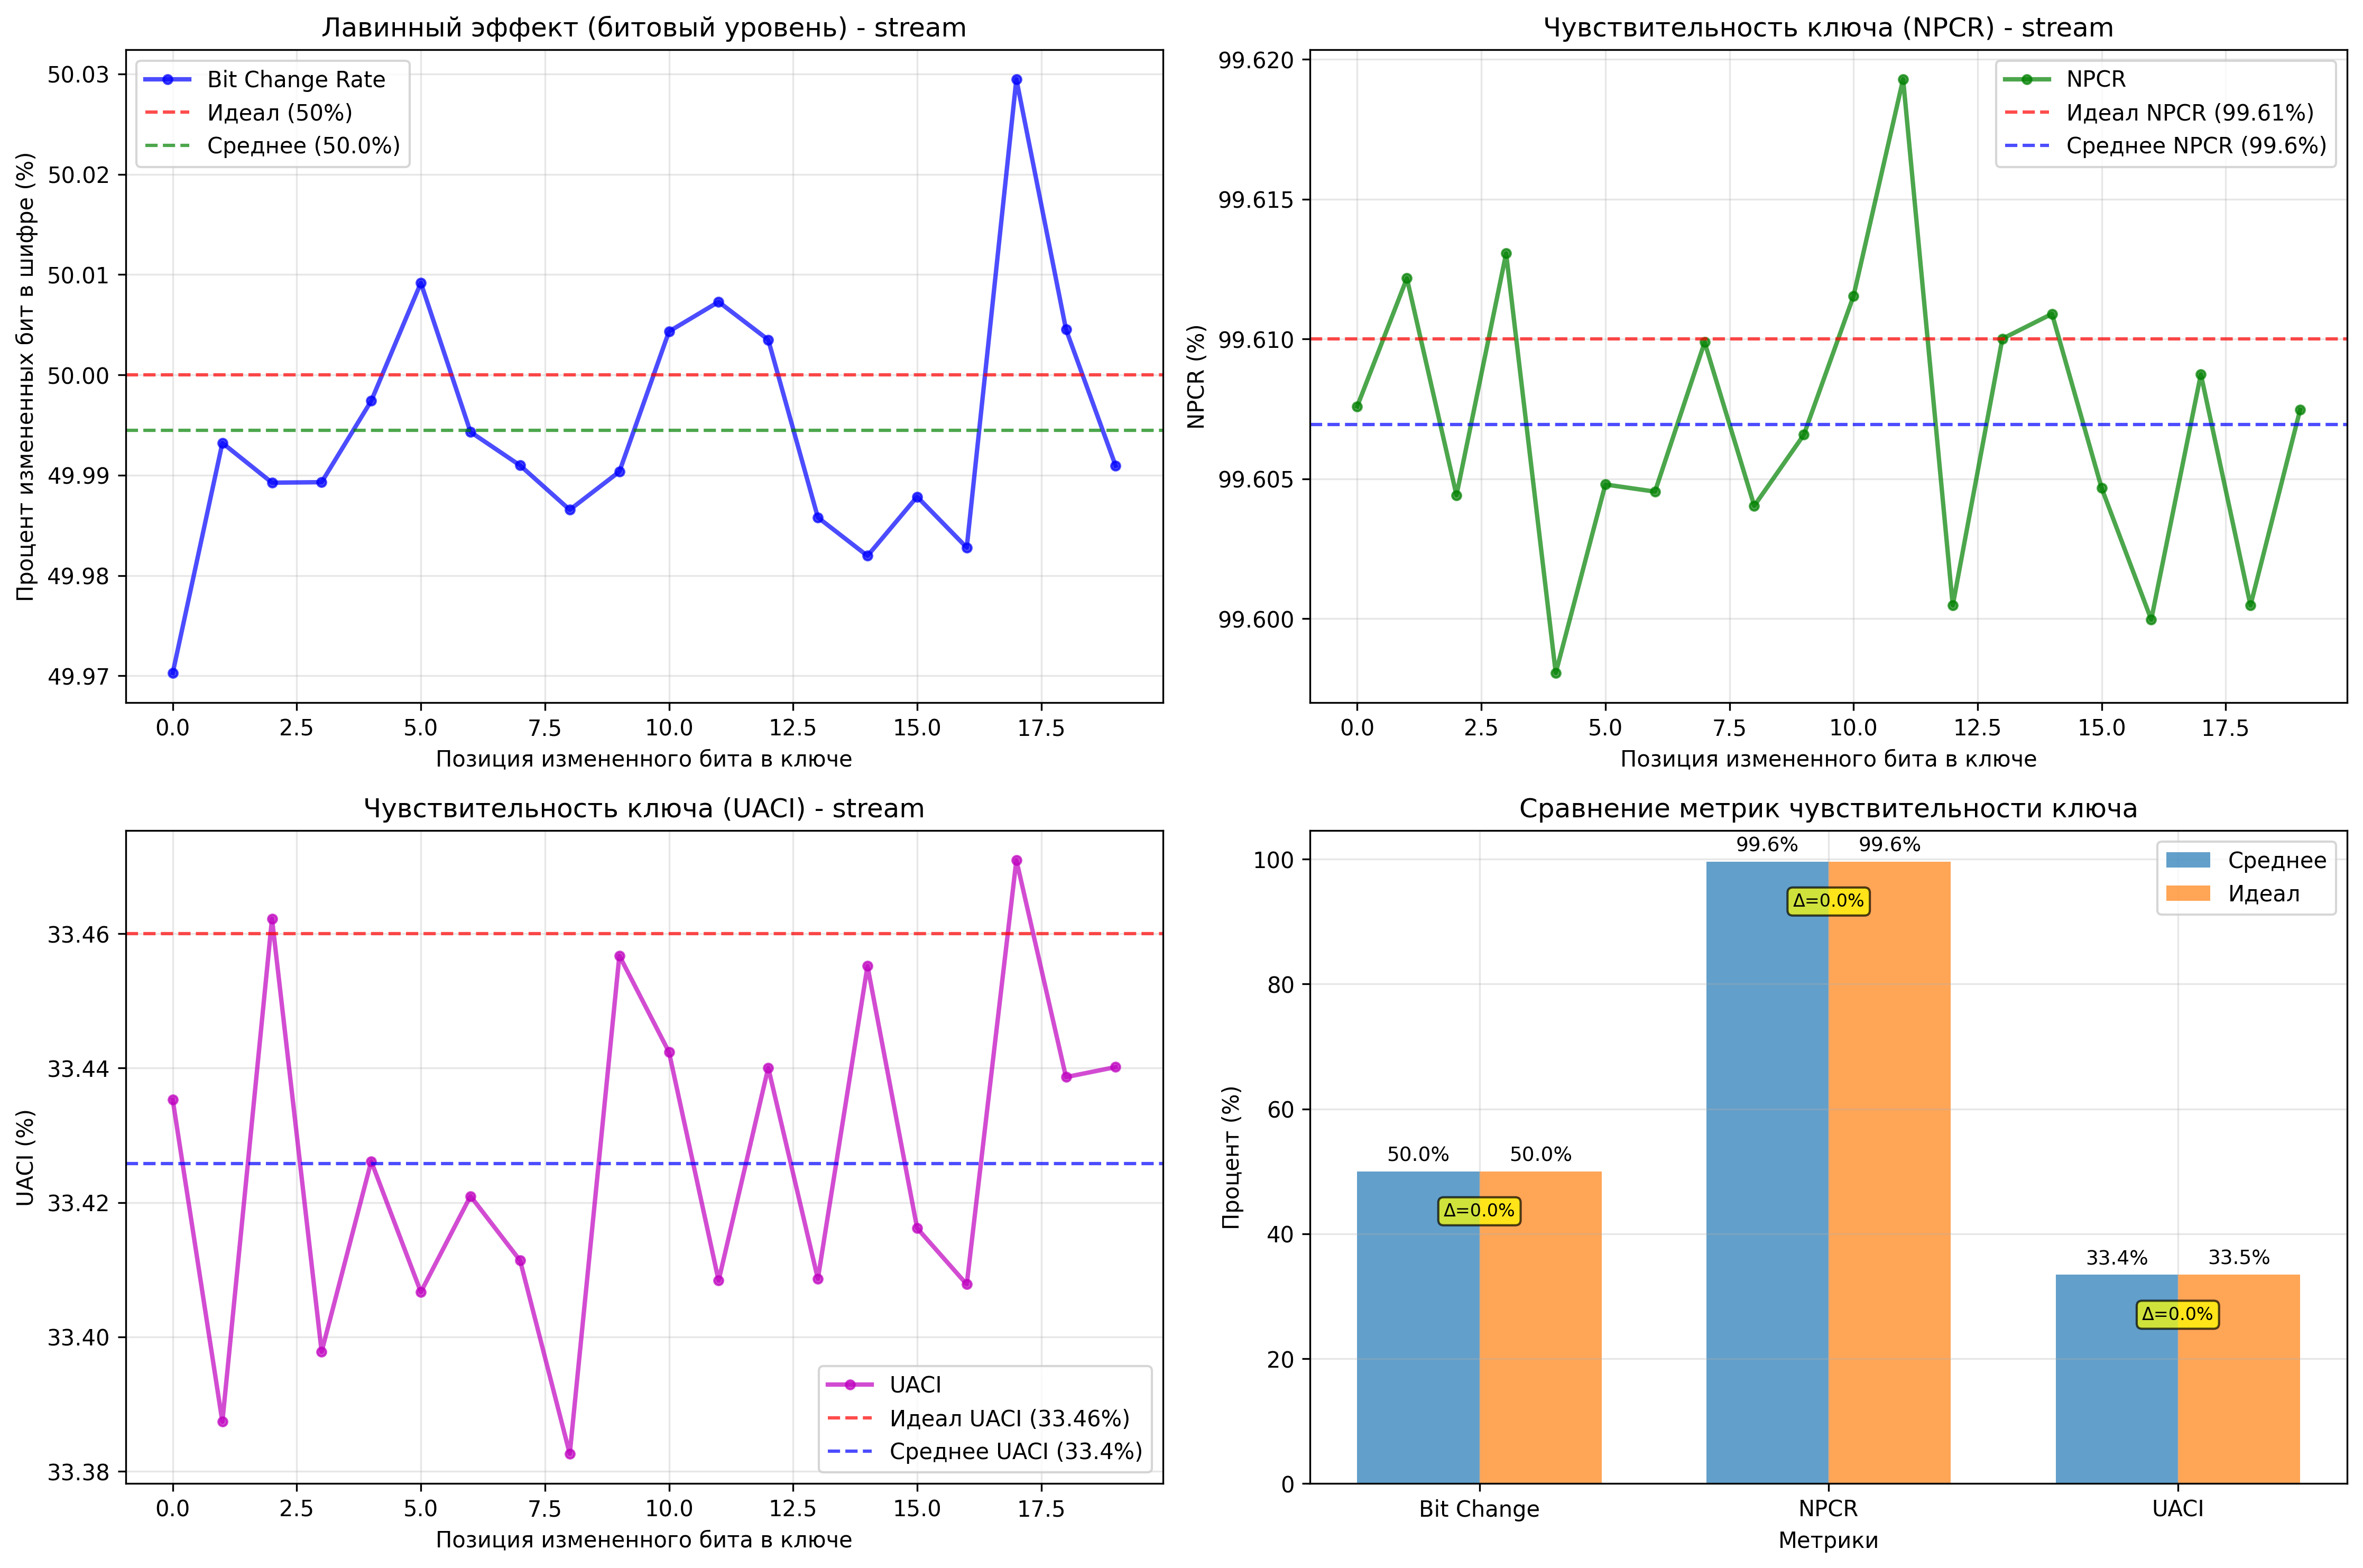 Лавинный эффект (битовый уровень) - stream
Процент измененных бит в шифре (%)
50.03
50.02
50.01
50.00
49.99
49.98
49.97
Bit Change Rate
Идеал (50%)
Среднее (50.0%)
0.0 2.5 5.0 7.5 10.0 12.5 15.0 17.5
Позиция измененного бита в ключе
Чувствительность ключа (NPCR) - stream
NPCR (%)
99.620
99.615
99.610
99.605
99.600
NPCR
Идеал NPCR (99.61%)
Среднее NPCR (99.6%)
0.0 2.5 5.0 7.5 10.0 12.5 15.0 17.5
Позиция измененного бита в ключе
Чувствительность ключа (UACI) - stream
UACI (%)
33.46
33.44
33.42
33.40
33.38
UACI
Идеал UACI (33.46%)
Среднее UACI (33.4%)
0.0 2.5 5.0 7.5 10.0 12.5 15.0 17.5
Позиция измененного бита в ключе
Сравнение метрик чувствительности ключа
Процент (%)
100
80
60
40
20
0
Среднее
Идеал
99.6% 99.6%
Δ=0.0%
50.0% 50.0%
Δ=0.0%
33.4% 33.5%
Δ=0.0%
Bit Change NPCR UACI
Метрики